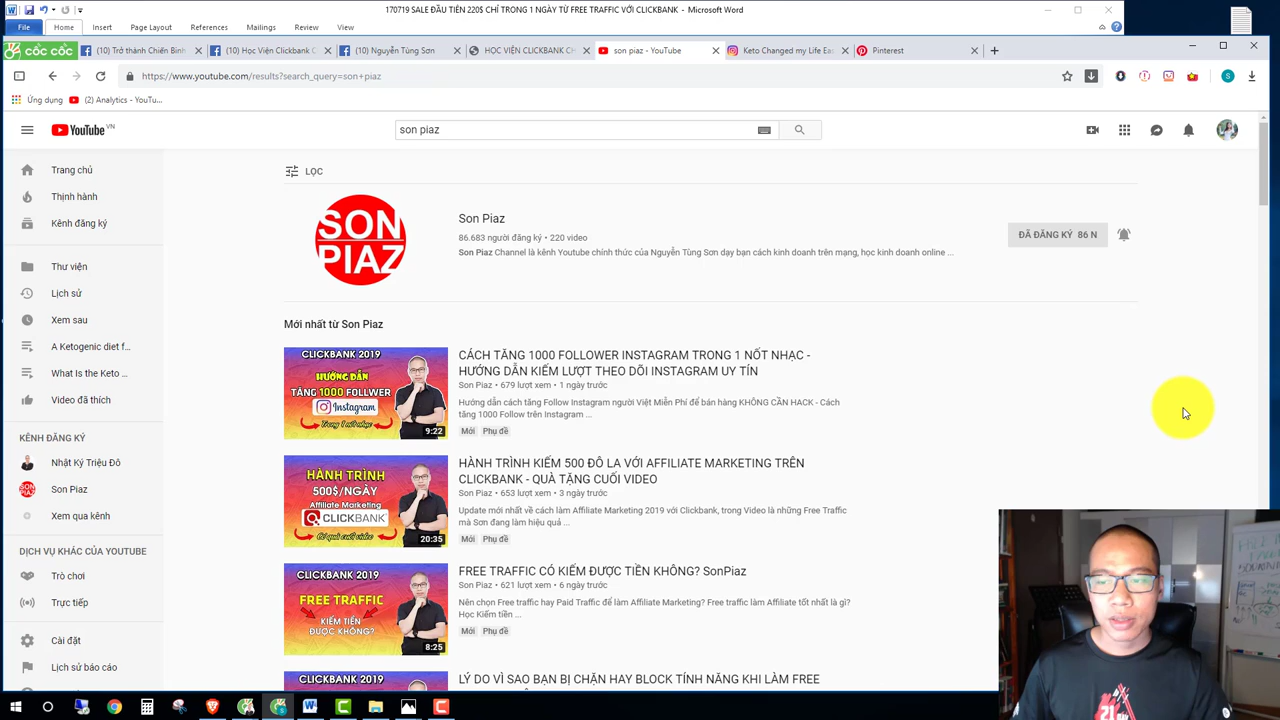 170719 SALE ĐẦU TIÊN 220$ CHỈ TRONG 1 NGÀY TỪ FREE TRAFFIC VỚI CLICKBANK - Microsoft Word
File Home Insert Page Layout References Mailings Review View
cốc cốc (10) Trở thành Chiến Binh (10) Học Viện Clickbank C (10) Nguyễn Tùng Sơn HỌC VIỆN CLICKBANK CH son piaz - YouTube Keto Changed my Life Eas Pinterest
https://www.youtube.com/results?search_query=son+piaz
Ứng dụng (2) Analytics - YouTu...
YouTube VN
son piaz
Trang chủ
Thịnh hành
Kênh đăng ký
Thư viện
Lịch sử
Xem sau
A Ketogenic diet f...
What Is the Keto ...
Video đã thích
KÊNH ĐĂNG KÝ
Nhật Ký Triệu Đô
Son Piaz
Xem qua kênh
DỊCH VỤ KHÁC CỦA YOUTUBE
Trò chơi
Trực tiếp
Cài đặt
Lịch sử báo cáo
LỌC
SON
PIAZ
Son Piaz
86.683 người đăng ký • 220 video
Son Piaz Channel là kênh Youtube chính thức của Nguyễn Tùng Sơn dạy bạn cách kinh doanh trên mạng, học kinh doanh online ...
ĐÃ ĐĂNG KÝ 86 N
Mới nhất từ Son Piaz
CLICKBANK 2019
HƯỚNG DẪN
TĂNG 1000 FOLLWER
Instagram
Trong 1 nốt nhạc
9:22
CÁCH TĂNG 1000 FOLLOWER INSTAGRAM TRONG 1 NỐT NHẠC -
HƯỚNG DẪN KIẾM LƯỢT THEO DÕI INSTAGRAM UY TÍN
Son Piaz • 679 lượt xem • 1 ngày trước
Hướng dẫn cách tăng Follow Instagram người Việt Miễn Phí để bán hàng KHÔNG CẦN HACK - Cách
tăng 1000 Follow trên Instagram ...
Mới Phụ đề
HÀNH TRÌNH
500$/NGÀY
Affiliate Marketing
CLICKBANK
Có quà cuối video
20:35
HÀNH TRÌNH KIẾM 500 ĐÔ LA VỚI AFFILIATE MARKETING TRÊN
CLICKBANK - QUÀ TẶNG CUỐI VIDEO
Son Piaz • 653 lượt xem • 3 ngày trước
Update mới nhất về cách làm Affiliate Marketing 2019 với Clickbank, trong Video là những Free Traffic
mà Sơn đang làm hiệu quả ...
Mới Phụ đề
CLICKBANK 2019
FREE TRAFFIC
KIẾM TIỀN
ĐƯỢC KHÔNG?
8:25
FREE TRAFFIC CÓ KIẾM ĐƯỢC TIỀN KHÔNG? SonPiaz
Son Piaz • 621 lượt xem • 6 ngày trước
Nên chọn Free traffic hay Paid Traffic để làm Affiliate Marketing? Free traffic làm Affiliate tốt nhất là gì?
Học Kiếm tiền ...
Mới Phụ đề
CLICKBANK 2019
LÝ DO VÌ SAO BẠN BỊ CHẶN HAY BLOCK TÍNH NĂNG KHI LÀM FREE